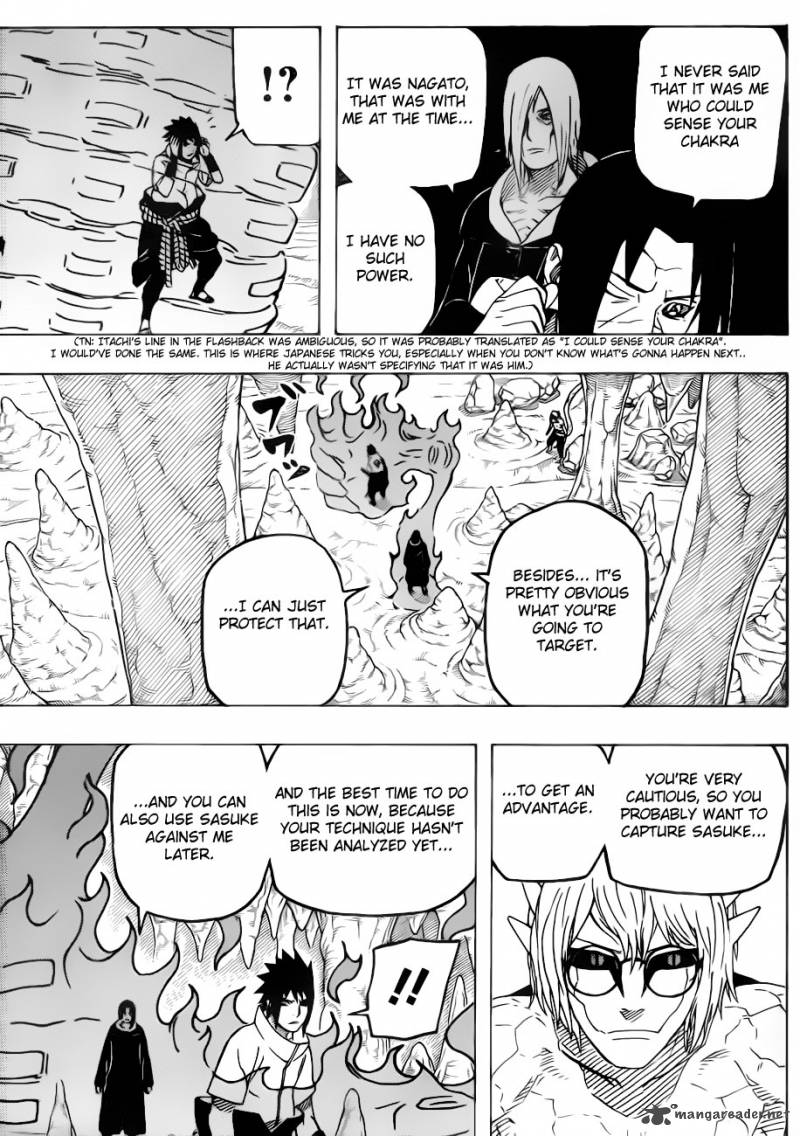 I NEVER SAID
THAT IT WAS ME
WHO COULD
SENSE YOUR
CHAKRA
IT WAS NAGATO,
THAT WAS WITH
ME AT THE TIME...
I HAVE NO
SUCH
POWER.
!?
(TN: ITACHI'S LINE IN THE FLASHBACK WAS AMBIGUOUS, SO IT WAS PROBABLY TRANSLATED AS "I COULD SENSE YOUR CHAKRA".
I WOULD'VE DONE THE SAME. THIS IS WHERE JAPANESE TRICKS YOU, ESPECIALLY WHEN YOU DON'T KNOW WHAT'S GONNA HAPPEN NEXT..
HE ACTUALLY WASN'T SPECIFYING THAT IT WAS HIM.)
ブワッ
BESIDES... IT'S
PRETTY OBVIOUS
WHAT YOU'RE
GOING TO
TARGET.
...I CAN JUST
PROTECT THAT.
YOU'RE VERY
CAUTIOUS, SO YOU
PROBABLY WANT TO
CAPTURE SASUKE...
...TO GET AN
ADVANTAGE.
AND THE BEST TIME TO DO
THIS IS NOW, BECAUSE
YOUR TECHNIQUE HASN'T
BEEN ANALYZED YET...
...AND YOU CAN
ALSO USE SASUKE
AGAINST ME
LATER.
!!
mangareader.net